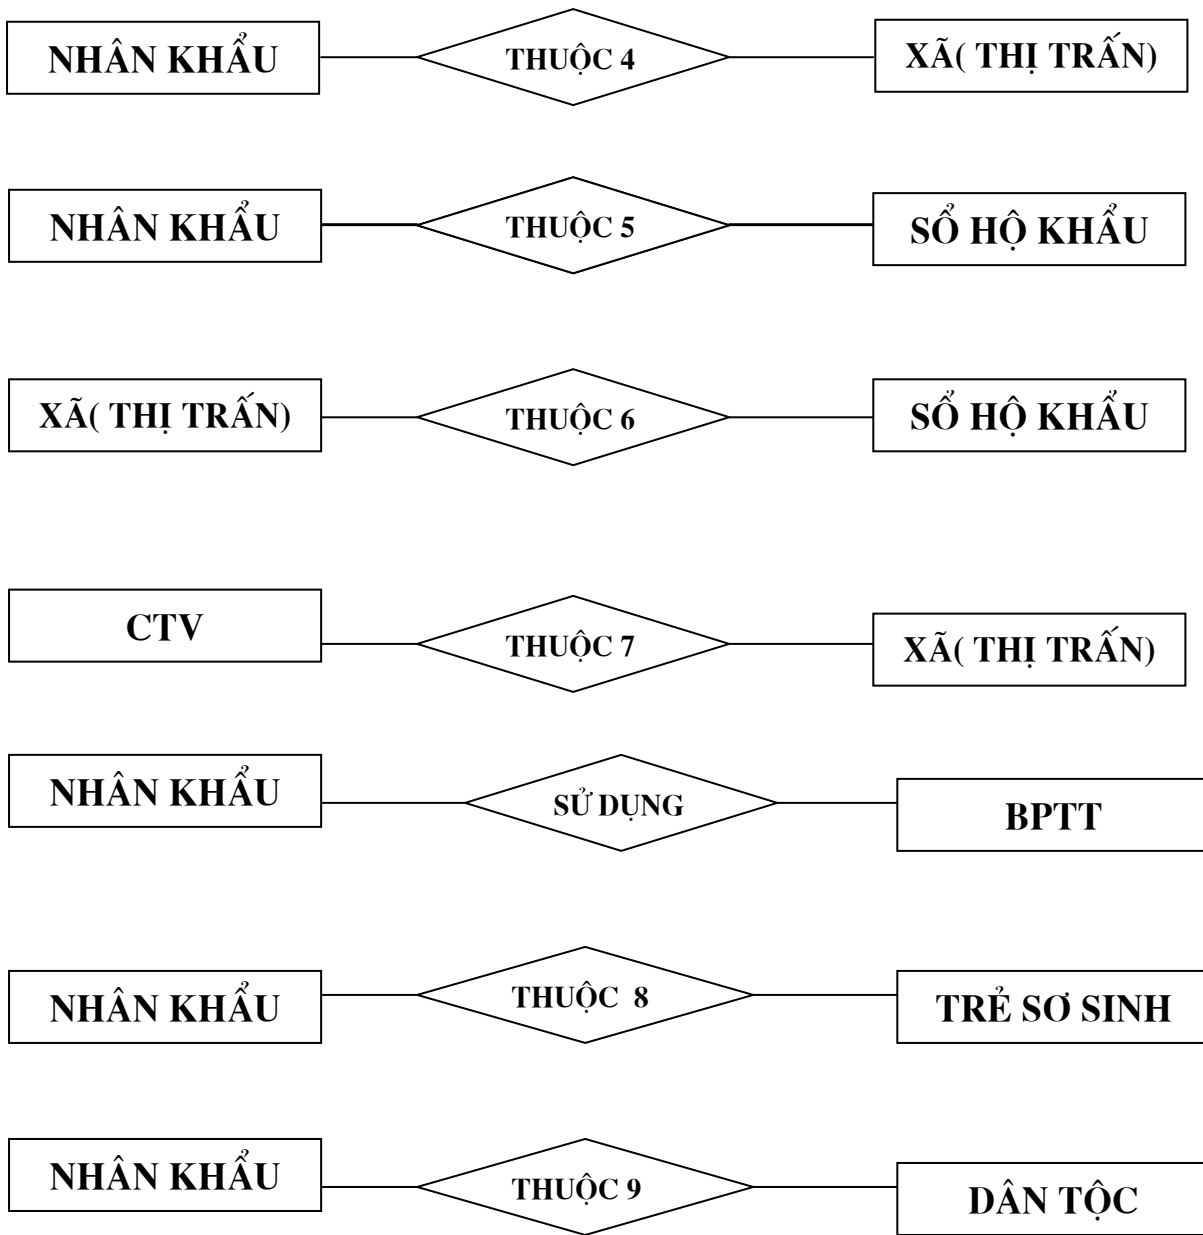 NHÂN KHẨU THUỘC 4 XÃ( THỊ TRẤN)
NHÂN KHẨU THUỘC 5 SỔ HỘ KHẨU
XÃ( THỊ TRẤN) THUỘC 6 SỔ HỘ KHẨU
CTV THUỘC 7 XÃ( THỊ TRẤN)
NHÂN KHẨU SỬ DỤNG BPTT
NHÂN KHẨU THUỘC 8 TRẺ SƠ SINH
NHÂN KHẨU THUỘC 9 DÂN TỘC